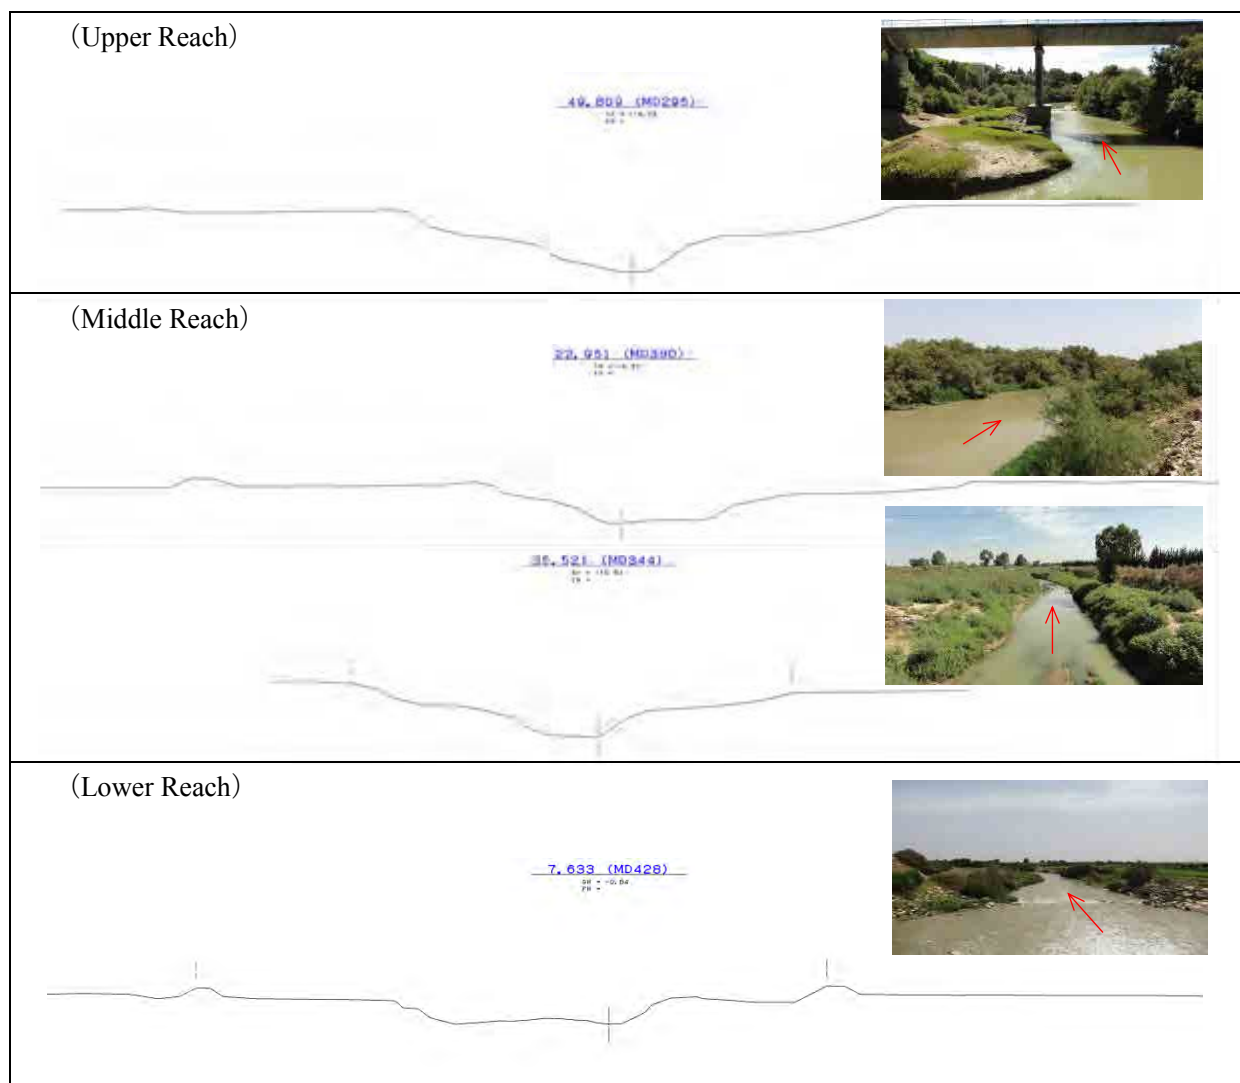 (Upper Reach)
49.809 (MD295)
(Middle Reach)
22.951 (MD390)
35.521 (MD344)
(Lower Reach)
7.633 (MD428)